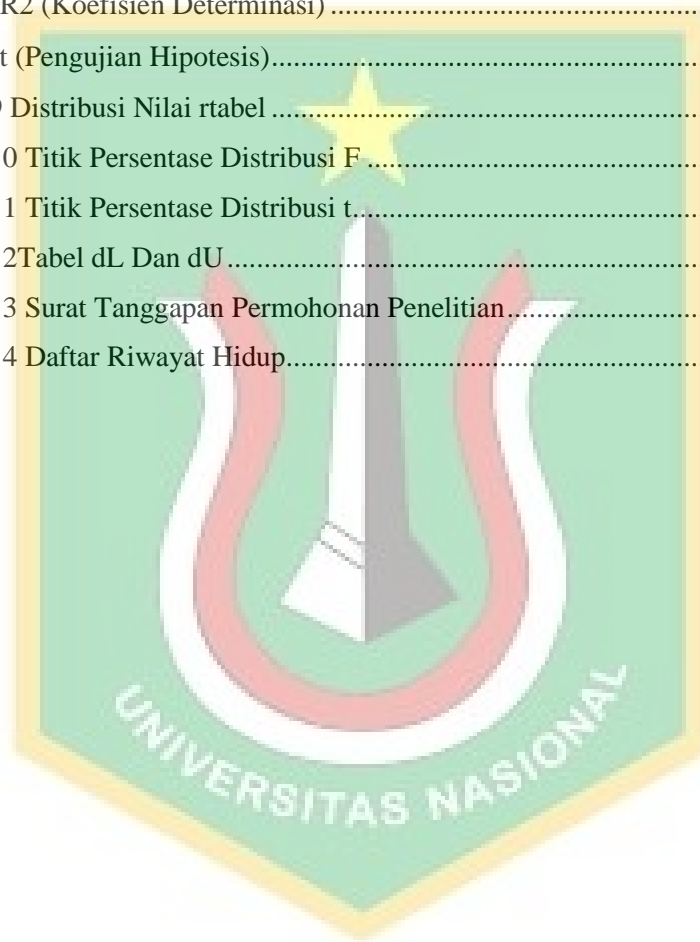 R2 (Koefisien Determinasi)................................................
t (Pengujian Hipotesis)........................................................
9 Distribusi Nilai rtabel ........................................................
0 Titik Persentase Distribusi F ............................................
1 Titik Persentase Distribusi t..............................................
2Tabel dL Dan dU..............................................................
3 Surat Tanggapan Permohonan Penelitian.........................
4 Daftar Riwayat Hidup.......................................................
UNIVERSITAS NASIONAL